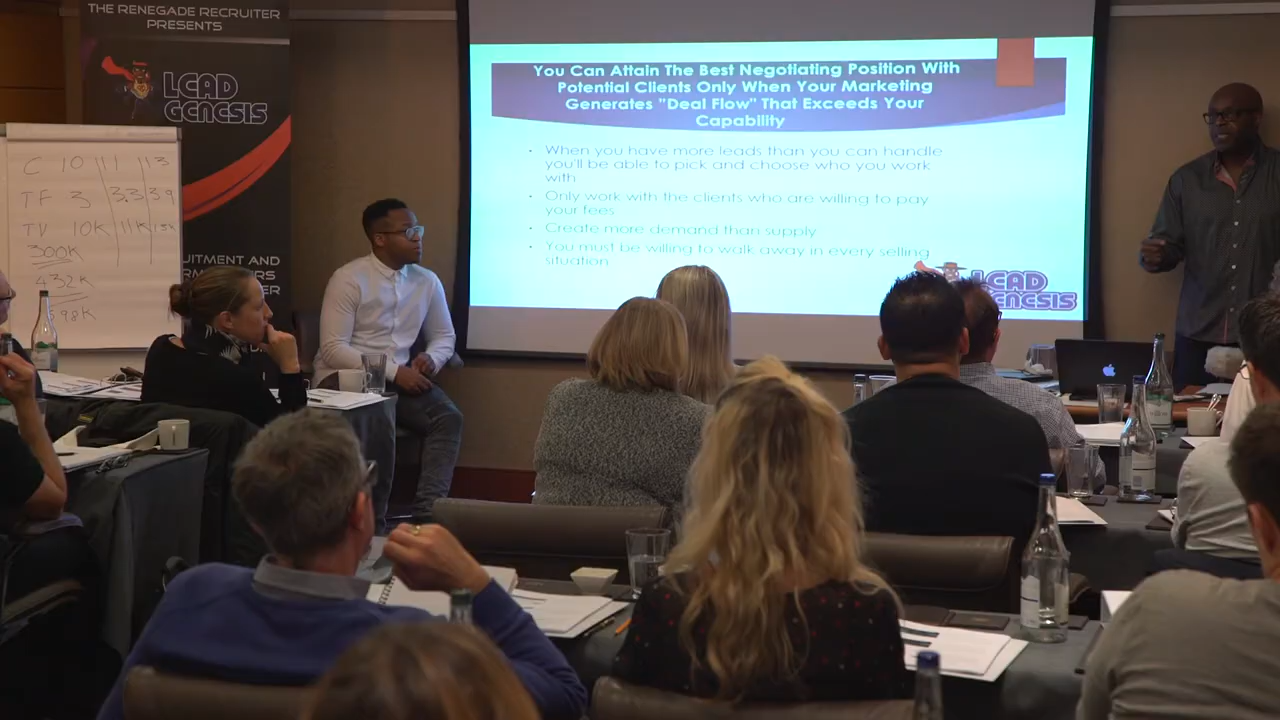 THE RENEGADE RECRUITER
PRESENTS
LEAD
GENESIS
UITMENT AND
C 10 11 13
TF 3 3.3 3.9
TV 10K 11K 13K
300K
432K
98K
You Can Attain The Best Negotiating Position With
Potential Clients Only When Your Marketing
Generates "Deal Flow" That Exceeds Your
Capability
• When you have more leads than you can handle
you'll be able to pick and choose who you work
with
• Only work with the clients who are willing to pay
your fees
• Create more demand than supply
• You must be willing to walk away in every selling
situation
LEAD
GENESIS